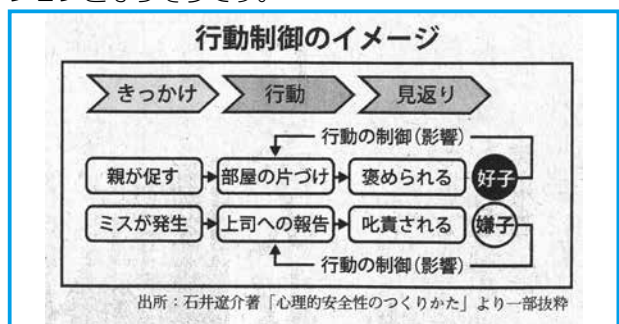 行動制御のイメージ
きっかけ 行動 見返り
行動の制御(影響)
親が促す 部屋の片づけ 褒められる 好子
ミスが発生 上司への報告 叱責される 嫌子
行動の制御(影響)
出所:石井遼介著「心理的安全性のつくりかた」より一部抜粋